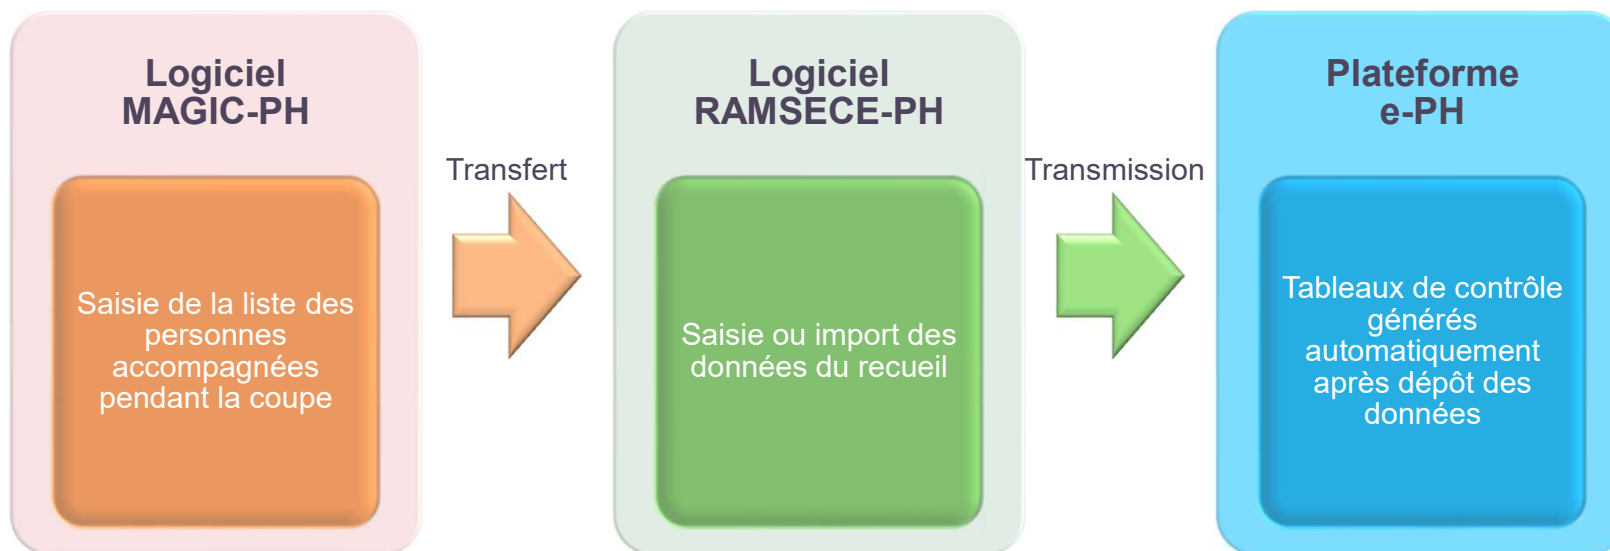 Logiciel
MAGIC-PH
Saisie de la liste des
personnes
accompagnées
pendant la coupe
Transfert
Logiciel
RAMSECE-PH
Saisie ou import des
données du recueil
Transmission
Plateforme
e-PH
Tableaux de contrôle
générés
automatiquement
après dépôt des
données